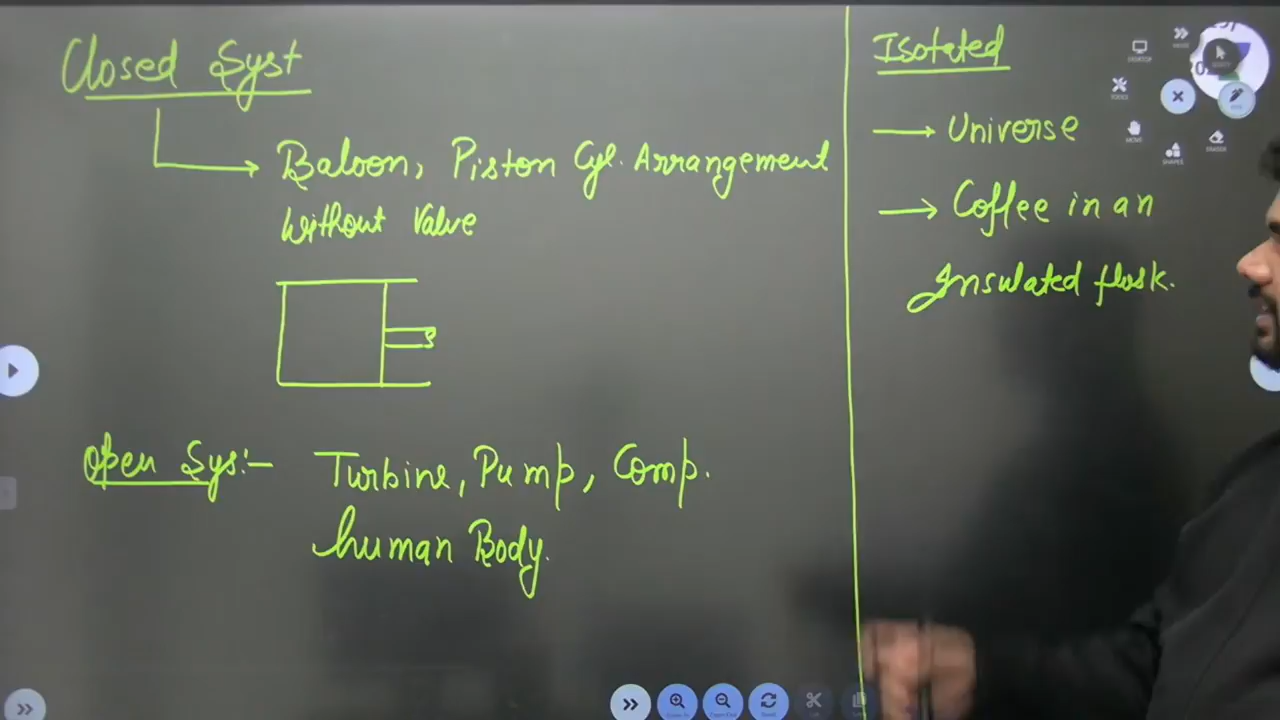 Closed Syst
Baloon, Piston Cyl. Arrangement
Without Valve
Open Sys:-
Turbine, Pump, Comp.
human Body.
Isotated
→ Universe
→ Coffee in an
Insulated flask.